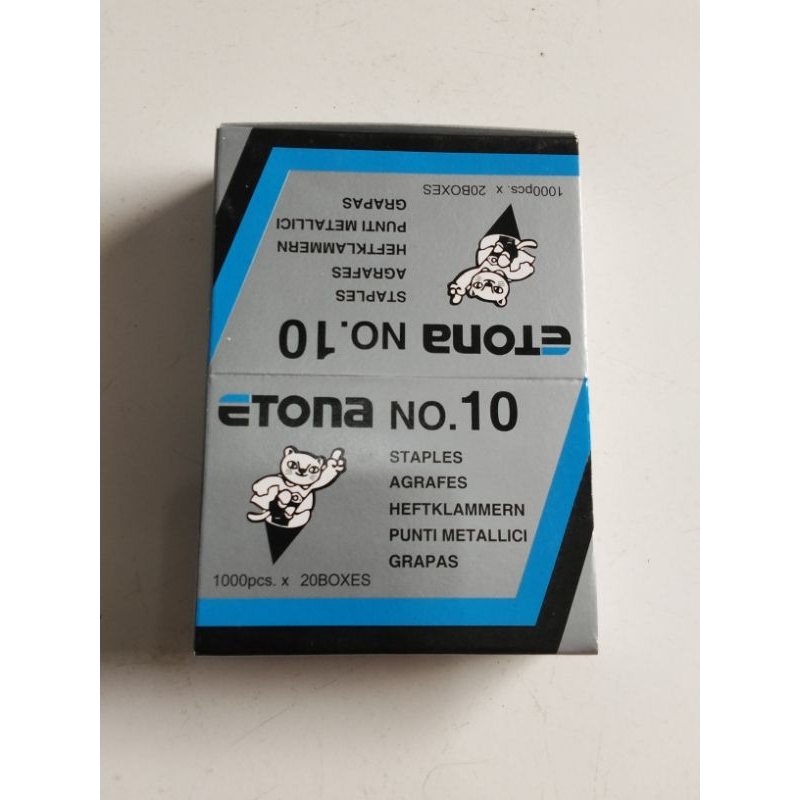 1000pcs. x 20BOXES
GRAPAS
PUNTI METALLICI
HEFTKLAMMERN
AGRAFES
STAPLES
ETONA NO.10
ETONA NO.10
STAPLES
AGRAFES
HEFTKLAMMERN
PUNTI METALLICI
GRAPAS
1000pcs. x 20BOXES